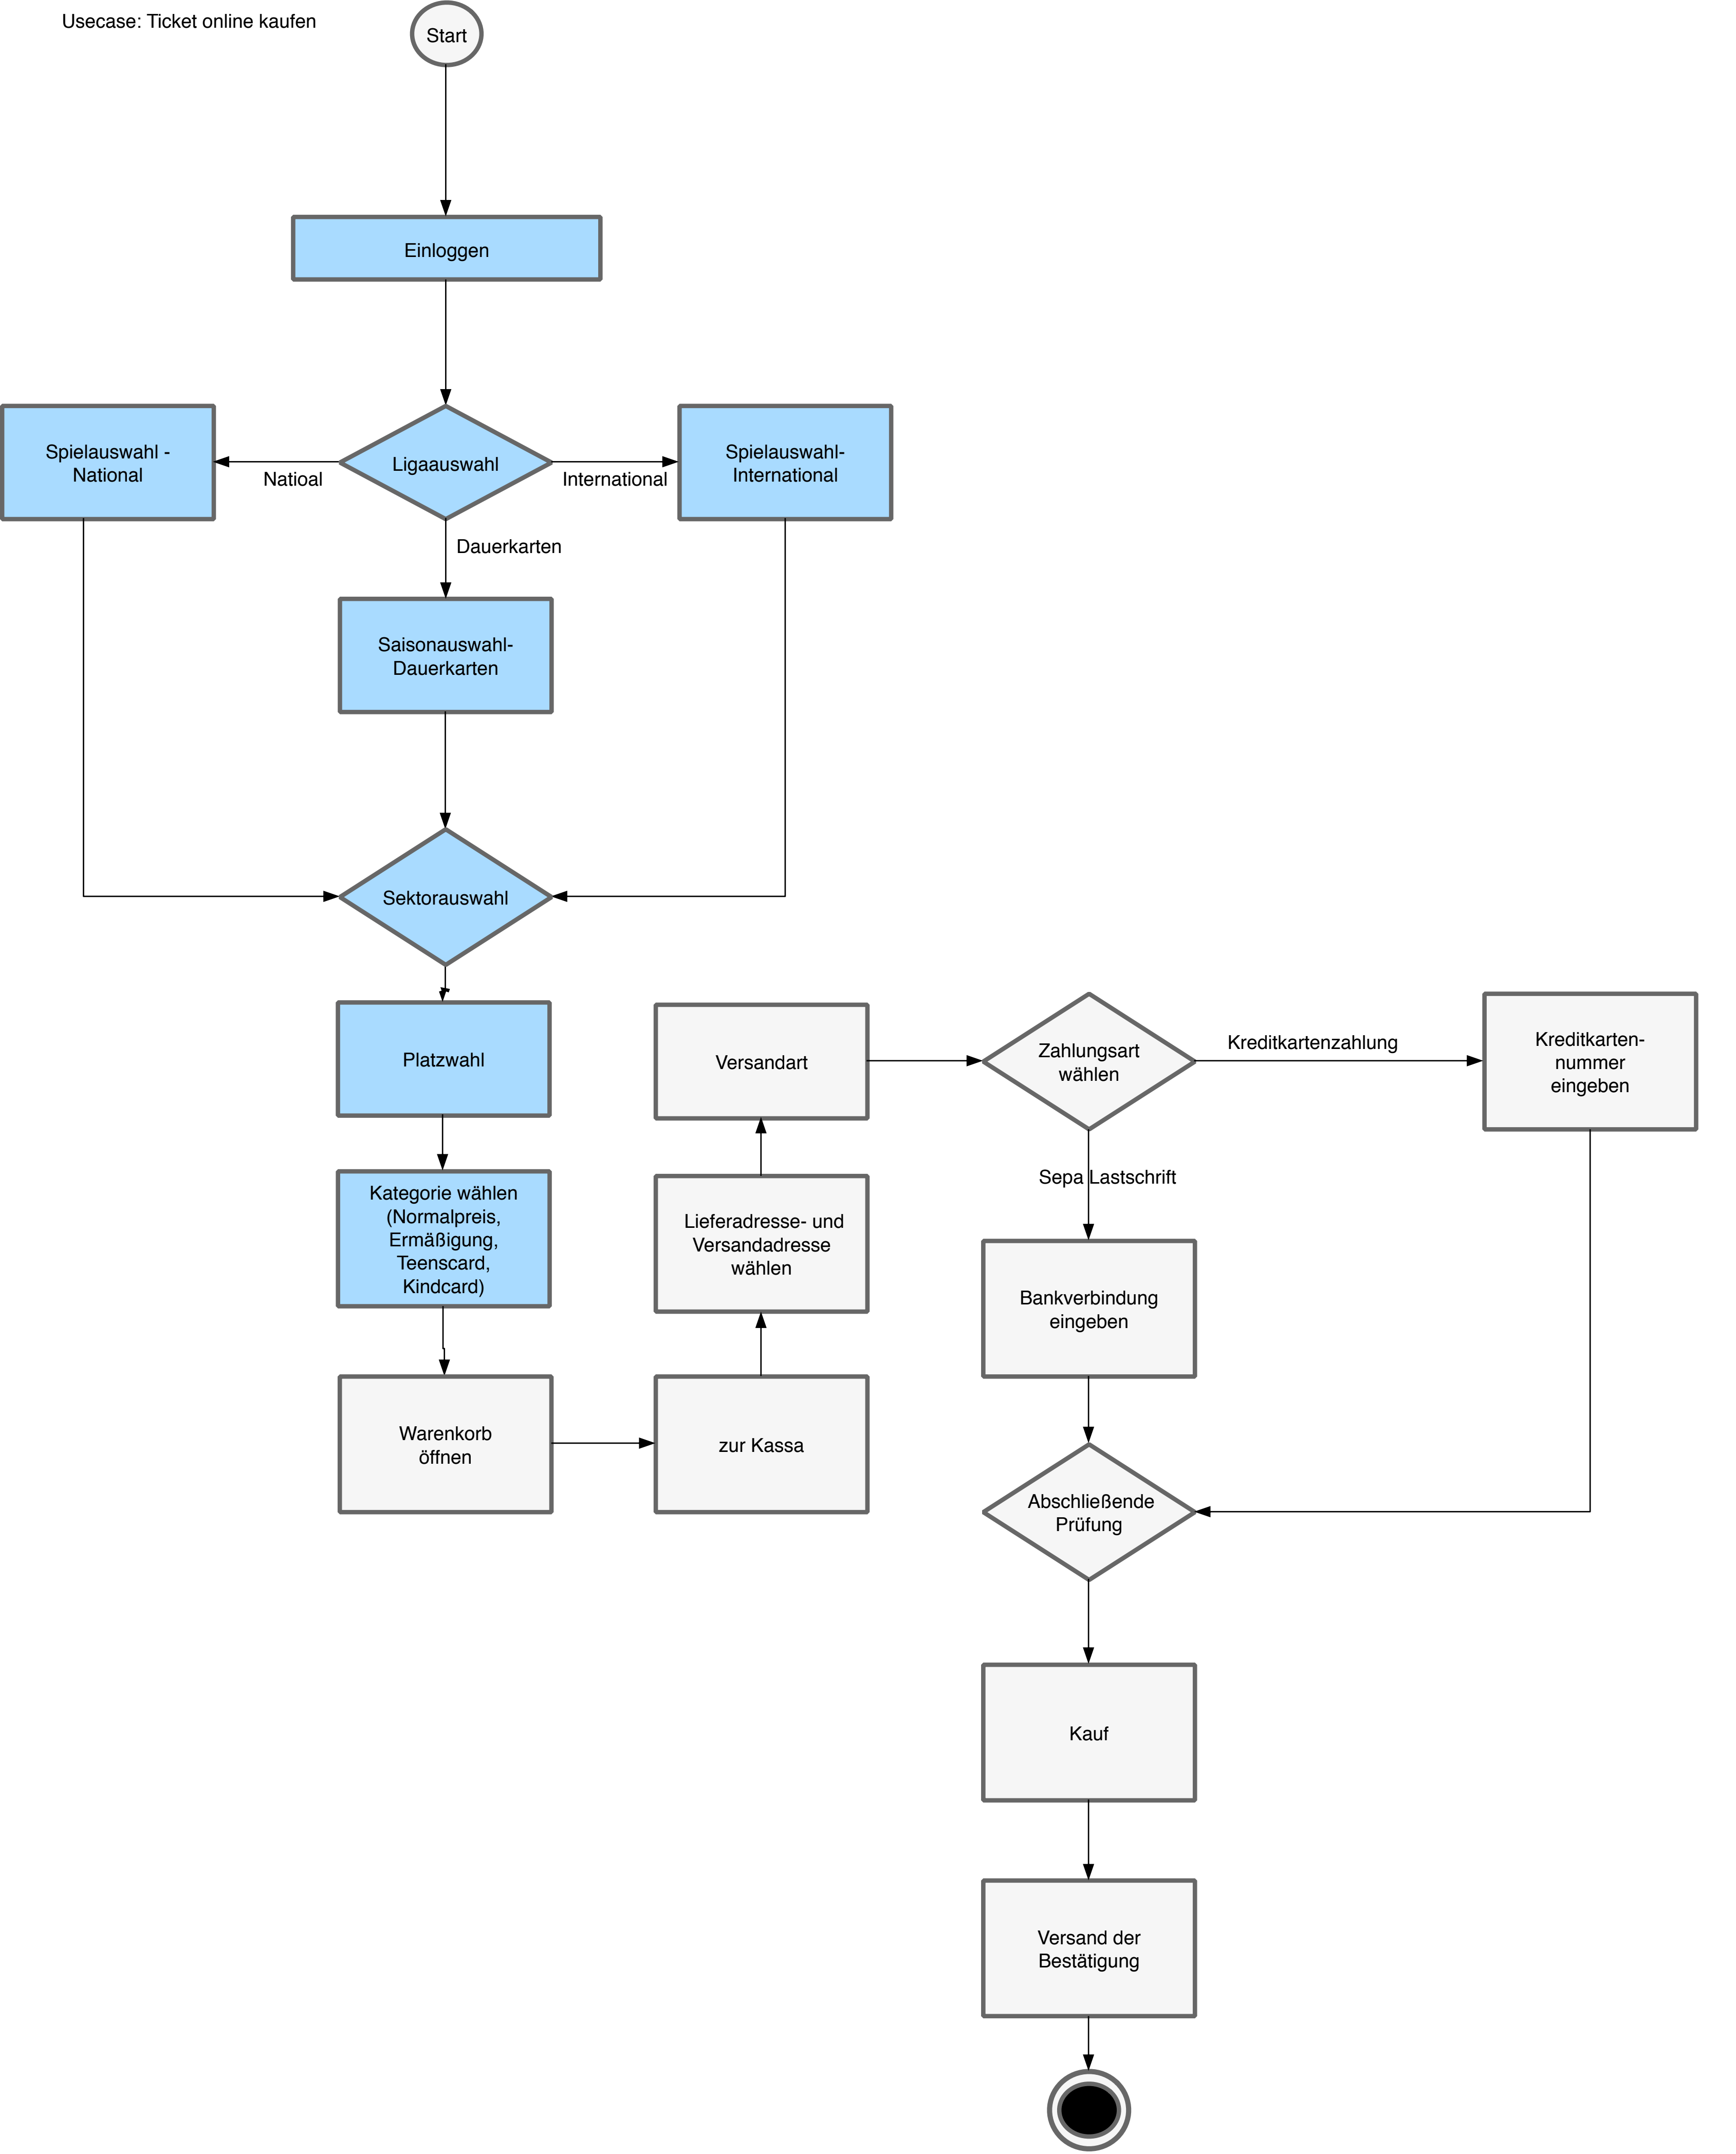 Usecase: Ticket online kaufen
Start
Einloggen
Spielauswahl -
National
Natioal
Ligaauswahl
International
Spielauswahl-
International
Dauerkarten
Saisonauswahl-
Dauerkarten
Sektorauswahl
Platzwahl
Kategorie wählen
(Normalpreis,
Ermäßigung,
Teenscard,
Kindcard)
Warenkorb
öffnen
zur Kassa
Lieferadresse- und
Versandadresse
wählen
Versandart
Zahlungsart
wählen
Kreditkartenzahlung
Kreditkarten-
nummer
eingeben
Sepa Lastschrift
Bankverbindung
eingeben
Abschließende
Prüfung
Kauf
Versand der
Bestätigung